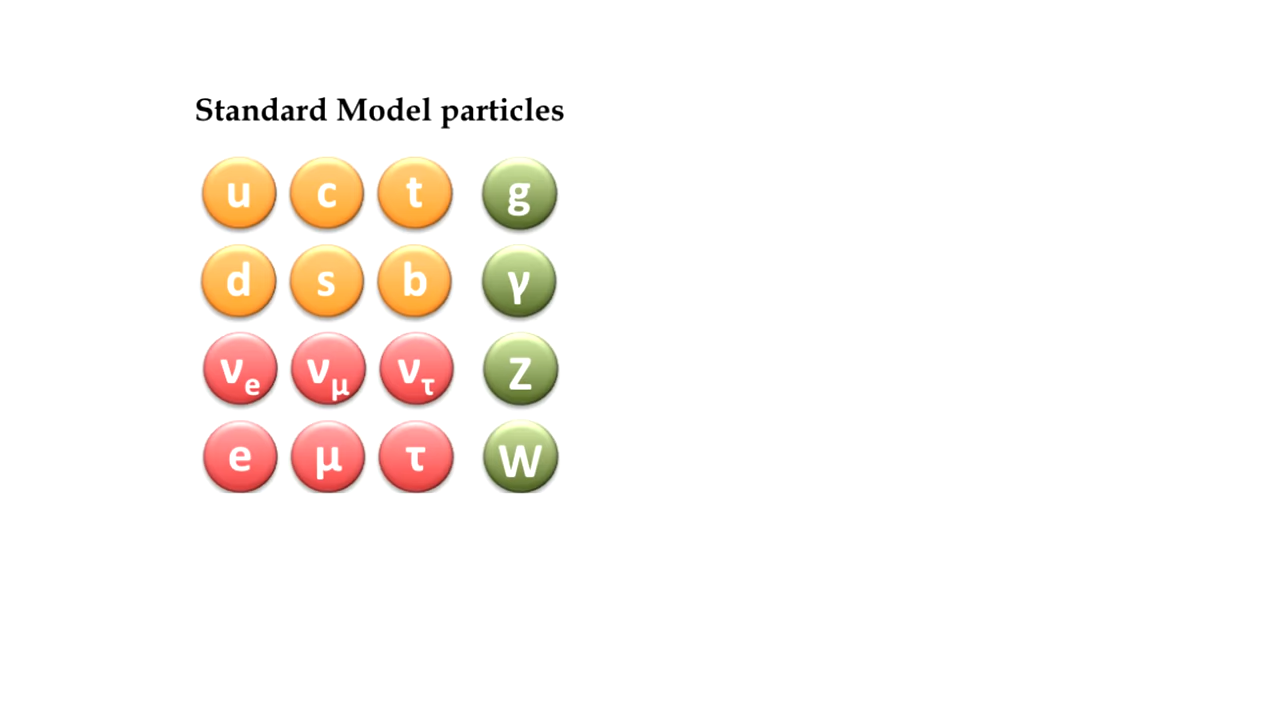 Standard Model particles
u c t g
d s b γ
νe νμ ντ Z
e μ τ W